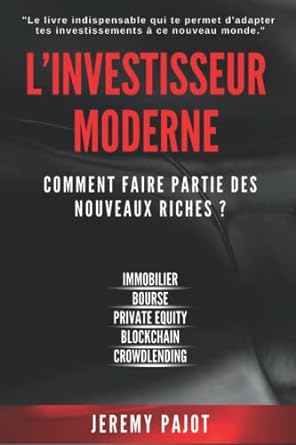 "Le livre indispensable qui te permet d'adapter
tes investissements à ce nouveau monde."
L'INVESTISSEUR
MODERNE
COMMENT FAIRE PARTIE DES
NOUVEAUX RICHES ?
IMMOBILIER
BOURSE
PRIVATE EQUITY
BLOCKCHAIN
CROWDLENDING
JEREMY PAJOT